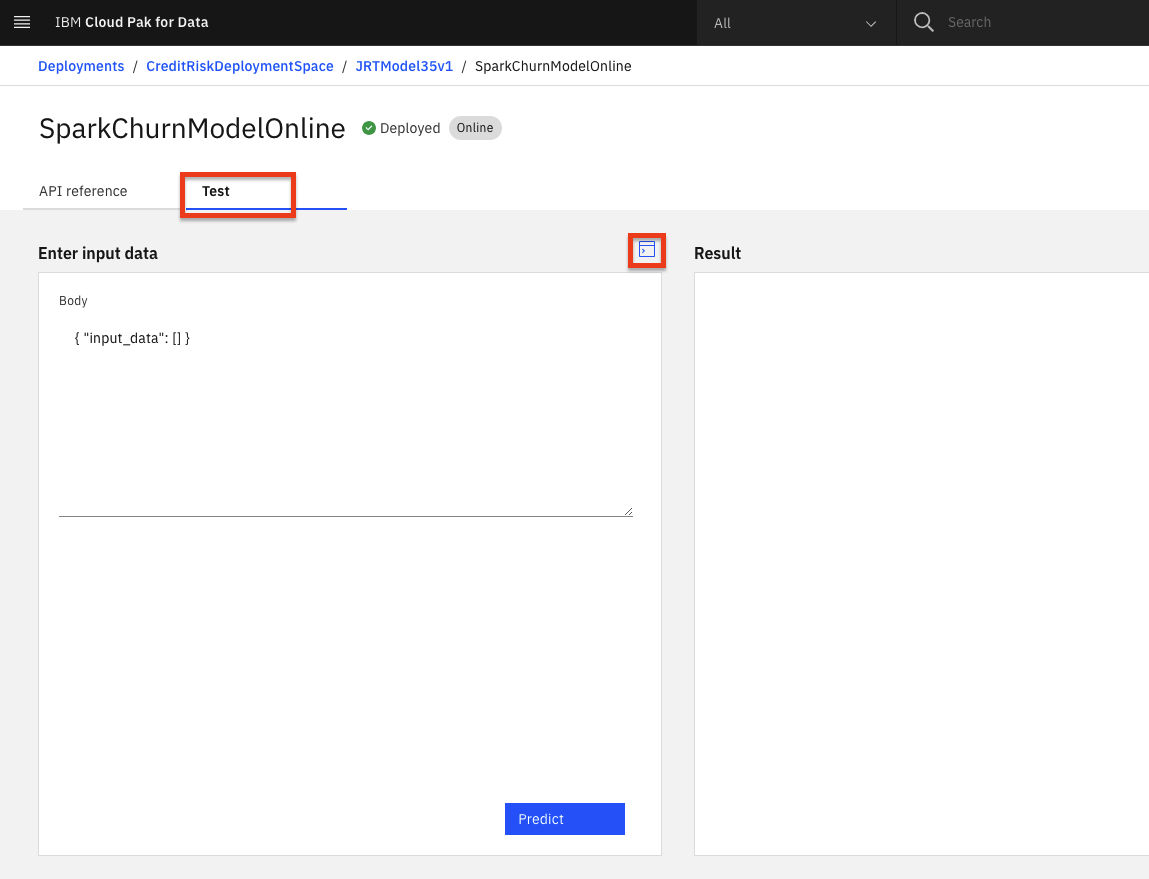 IBM Cloud Pak for Data
All
Search
Deployments / CreditRiskDeploymentSpace / JRTModel35v1 / SparkChurnModelOnline
SparkChurnModelOnline Deployed Online
API reference Test
Enter input data
Result
Body
{ "input_data": [] }
Predict